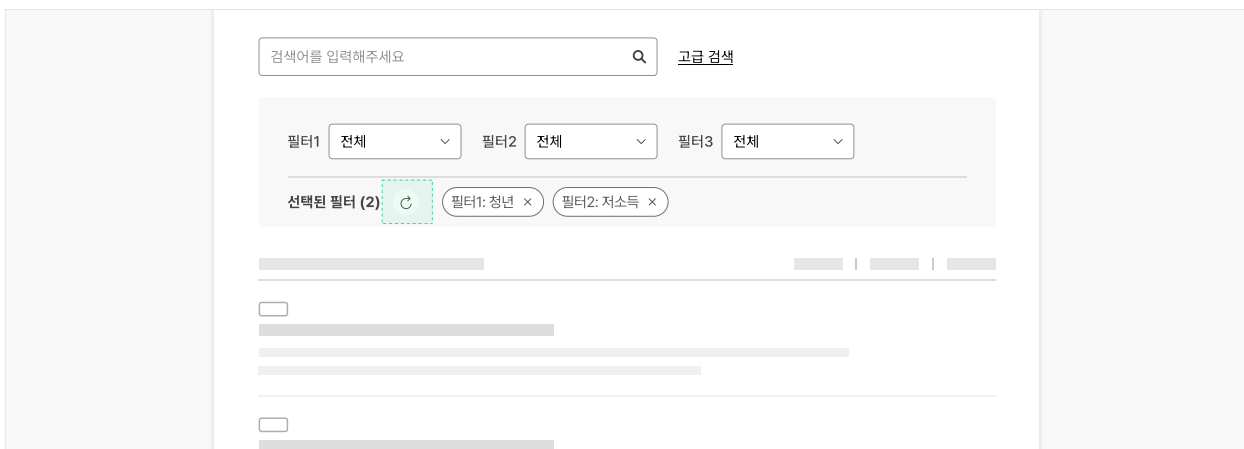 검색어를 입력해주세요 고급 검색
필터1 전체 필터2 전체 필터3 전체
선택된 필터 (2) 필터1: 청년 × 필터2: 저소득 ×